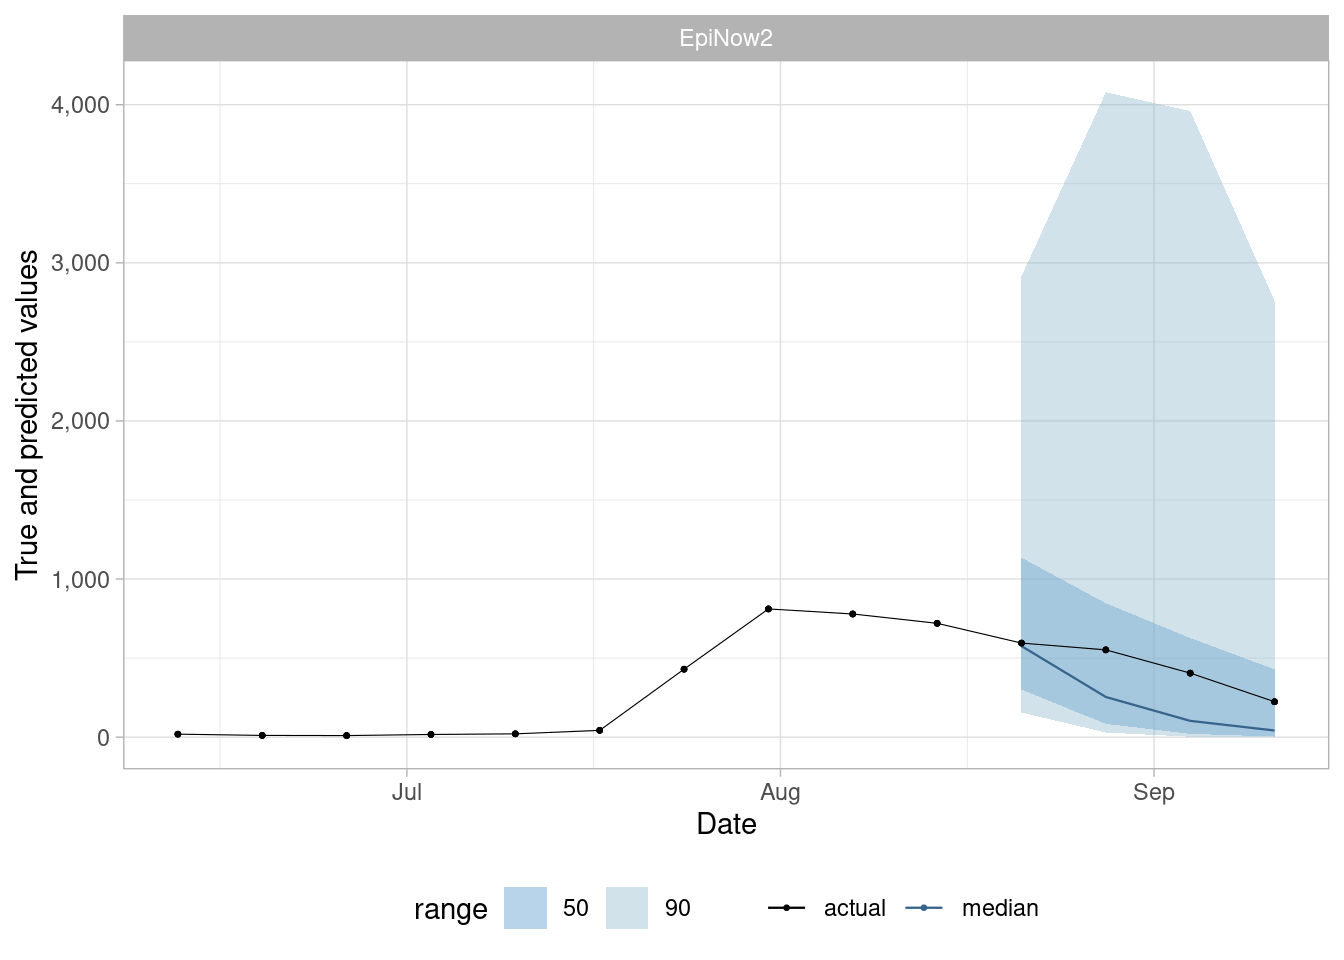 EpiNow2
True and predicted values
4,000
3,000
2,000
1,000
0
Jul Aug Sep
Date
range 50 90 actual median